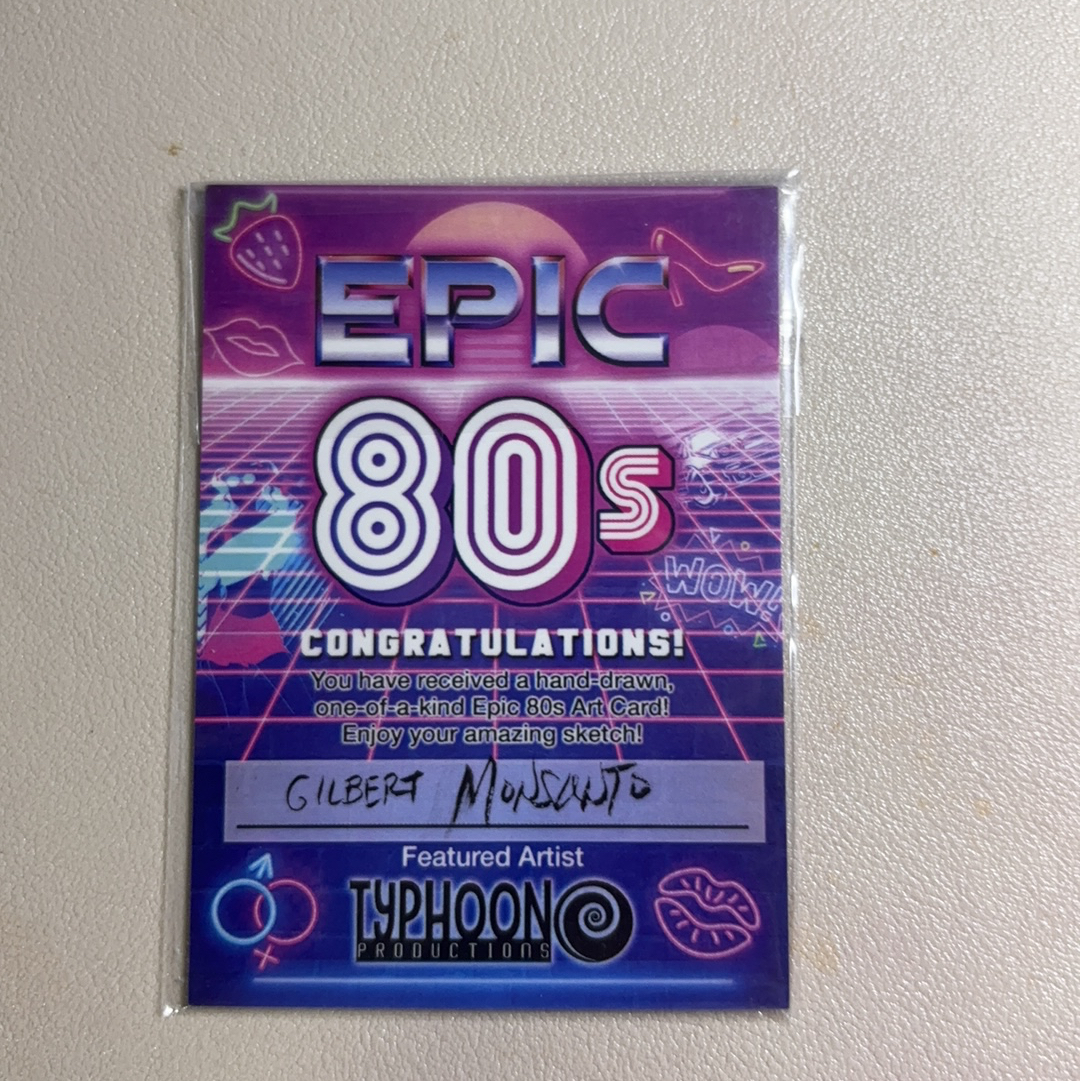 EPIC
80s
WOW!
CONGRATULATIONS!
You have received a hand-drawn,
one-of-a-kind Epic 80s Art Card!
Enjoy your amazing sketch!
GILBERT MONSANTO
Featured Artist
TYPHOON
PRODUCTIONS